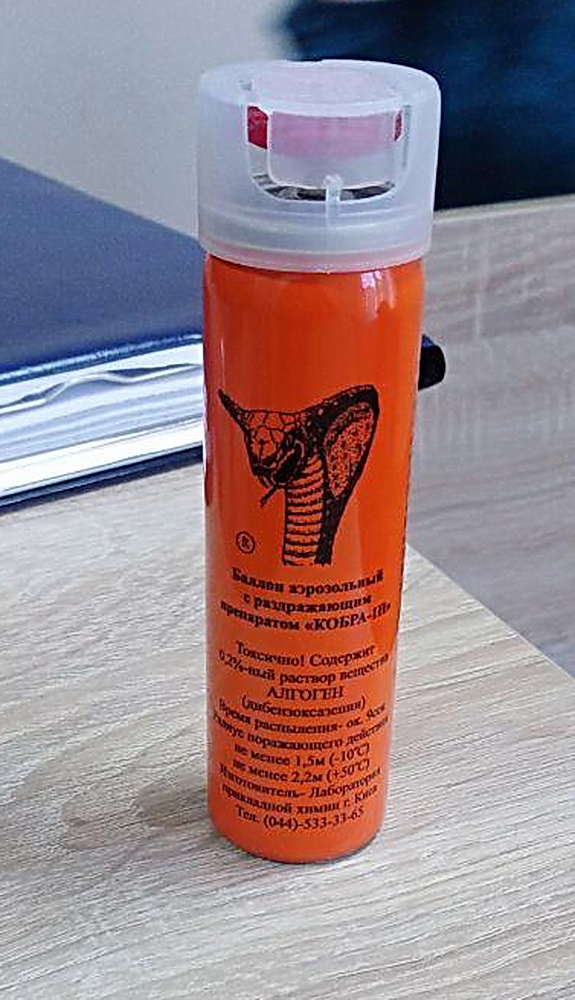 ®
Баллон аэрозольный
с раздражающим
препаратом «КОБРА-III»
Токсично! Содержит
0,2%-ный раствор вещества
АЛГОГЕН
(дибензоксазепин)
Время распыления- ок. 9сек
Радиус поражающего действия
не менее 1,5м (-10°С)
не менее 2,2м (+50°С)
Изготовитель- Лаборатория
прикладной химии г. Киев
Тел. (044)-533-33-65